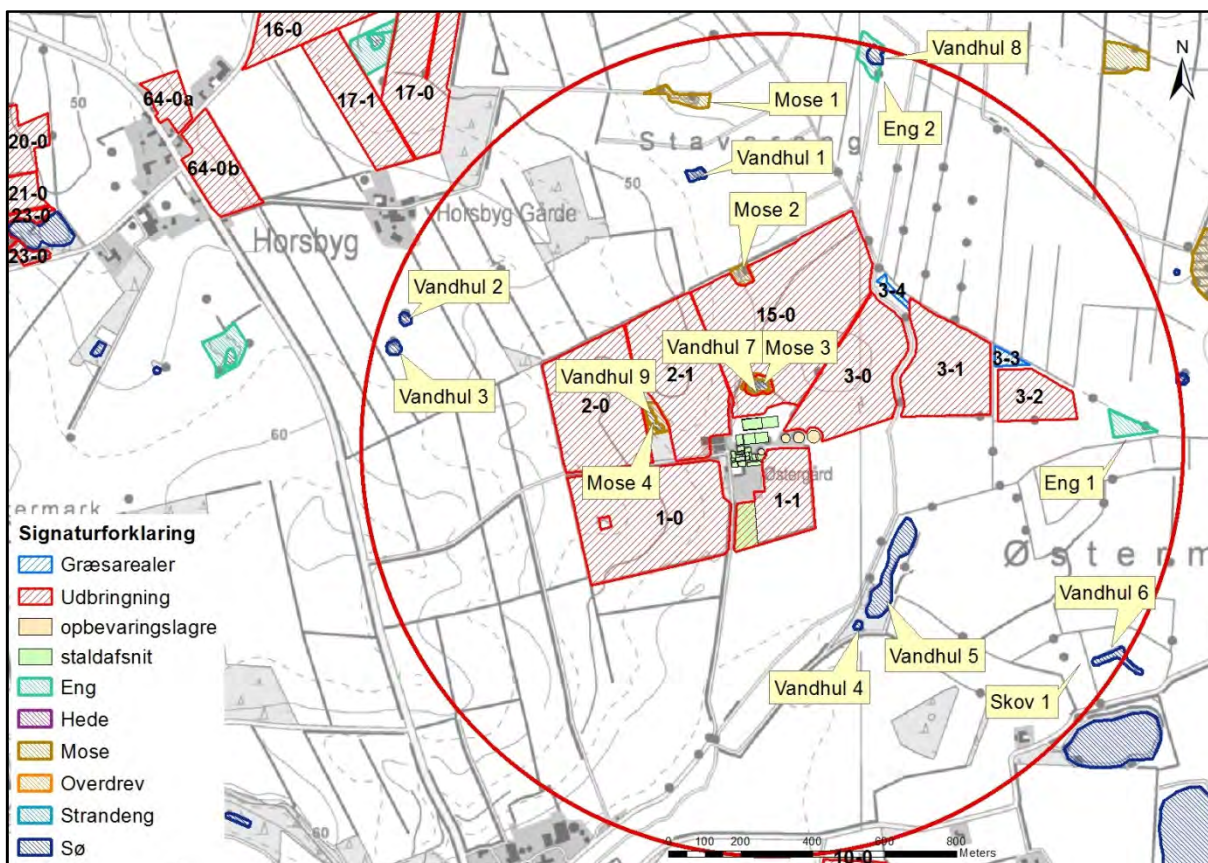 16-0
Vandhul 8
N
17-1
17-0
64-0a
50
Mose 1
20-0
Eng 2
64-0b
50
Vandhul 1
21-0
Horsbyg Gårde
Mose 2
23-0
Horsbyg
23-0
Vandhul 2
3-4
15-0
Vandhul 7
Mose 3
2-1
3-3
Vandhul 3
Vandhul 9
3-0
3-1
3-2
2-0
60
Mose 4
Østergård
Eng 1
1-1
1-0
termark
Signaturforklaring
Græsarealer
Udbringning
opbevaringslagre
staldafsnit
Eng
Hede
Mose
Overdrev
Strandeng
Sø
Østerm
Vandhul 6
Vandhul 5
Vandhul 4
Skov 1
60
0 100 200 400 600 800
Meters
10-0